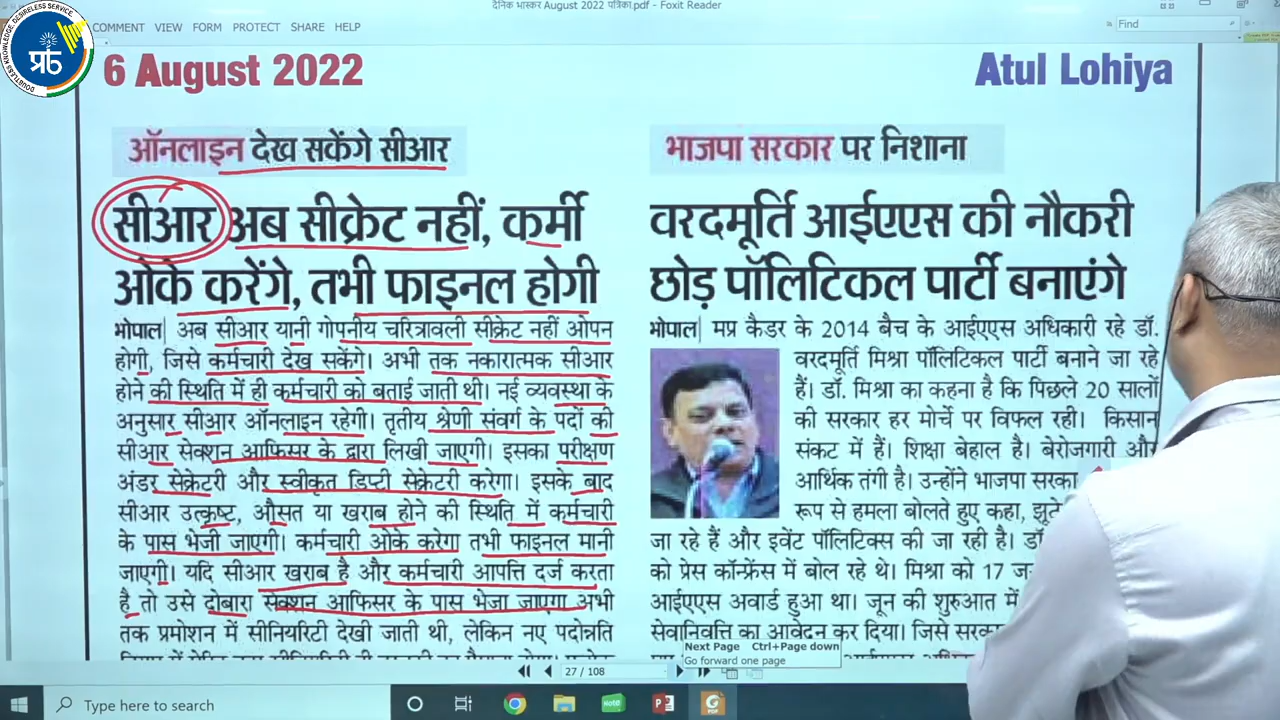 दैनिक भास्कर August 2022 पत्रिका.pdf - Foxit Reader
COMMENT VIEW FORM PROTECT SHARE HELP
Find
DOUBTLESS KNOWLEDGE, DESIRELESS SERVICE
प्रच
6 August 2022
Atul Lohiya
ऑनलाइन देख सकेंगे सीआर
सीआर अब सीक्रेट नहीं, कर्मी
ओके करेंगे, तभी फाइनल होगी
भोपाल| अब सीआर यानी गोपनीय चरित्रावली सीक्रेट नहीं ओपन
होगी, जिसे कर्मचारी देख सकेंगे। अभी तक नकारात्मक सीआर
होने की स्थिति में ही कर्मचारी को बताई जाती थी। नई व्यवस्था के
अनुसार सीआर ऑनलाइन रहेगी। तृतीय श्रेणी संवर्ग के पदों की
सीआर सेक्शन आफिसर के द्वारा लिखी जाएगी। इसका परीक्षण
अंडर सेक्रेटरी और स्वीकृत डिप्टी सेक्रेटरी करेगा। इसके बाद
सीआर उत्कृष्ट, औसत या खराब होने की स्थिति में कर्मचारी
के पास भेजी जाएगी। कर्मचारी ओके करेगा तभी फाइनल मानी
जाएगी। यदि सीआर खराब है और कर्मचारी आपत्ति दर्ज करता
है तो उसे दोबारा सेक्शन आफिसर के पास भेजा जाएगा अभी
तक प्रमोशन में सीनियरिटी देखी जाती थी, लेकिन नए पदोन्नति
भाजपा सरकार पर निशाना
वरदमूर्ति आईएएस की नौकरी
छोड़ पॉलिटिकल पार्टी बनाएंगे
भोपाल| मप्र कैडर के 2014 बैच के आईएएस अधिकारी रहे डॉ.
वरदमूर्ति मिश्रा पॉलिटिकल पार्टी बनाने जा रहे
हैं। डॉ. मिश्रा का कहना है कि पिछले 20 सालों
की सरकार हर मोर्चे पर विफल रही। किसान
संकट में हैं। शिक्षा बेहाल है। बेरोजगारी और
आर्थिक तंगी है। उन्होंने भाजपा सरका
रूप से हमला बोलते हुए कहा, झूटे
जा रहे हैं और इवेंट पॉलिटिक्स की जा रही है। डॉ
को प्रेस कॉन्फ्रेंस में बोल रहे थे। मिश्रा को 17 ज
आईएएस अवार्ड हुआ था। जून की शुरुआत में
सेवानिवृत्ति का आवेदन कर दिया। जिसे सरका
Next Page Ctrl+Page down
Go forward one page
27 / 108
Type here to search